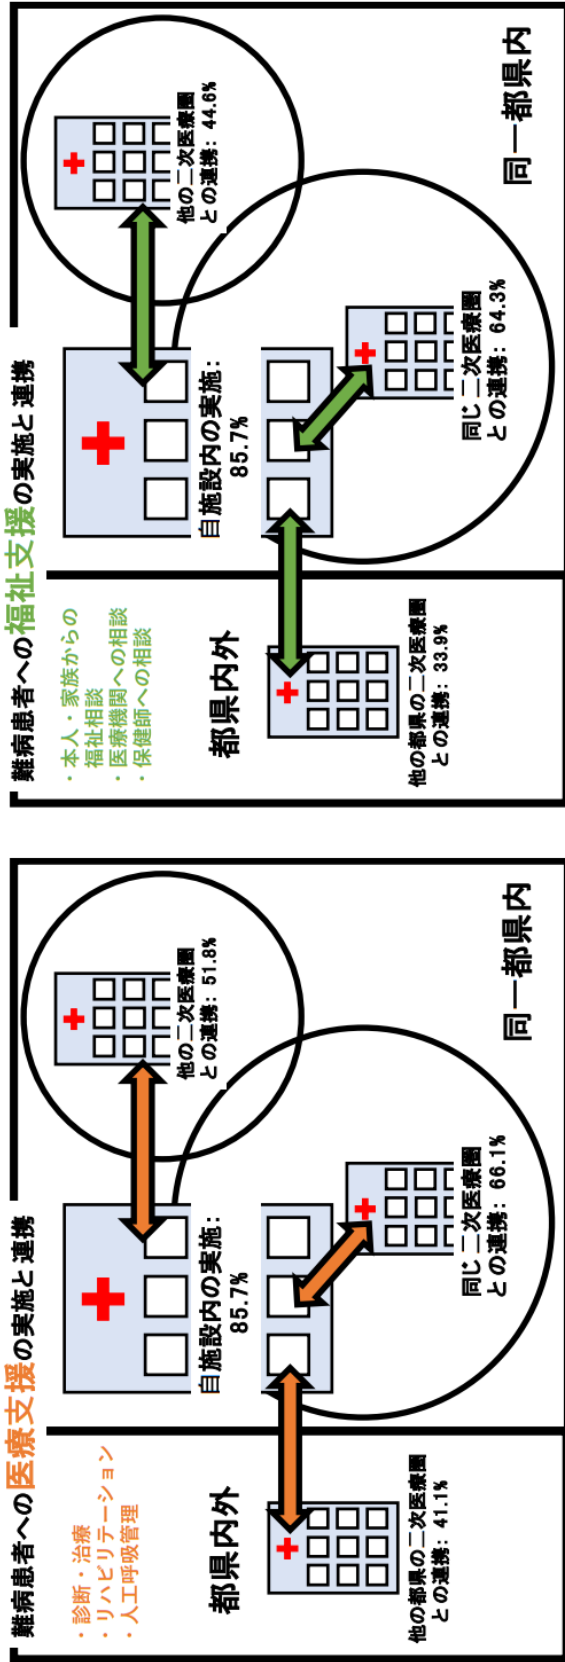 難病患者への医療支援の実施と連携
・診断・治療
・リハビリテーション
・人工呼吸管理
都県内外
他の都県の二次医療圏
との連携: 41.1%
自施設内の実施:
85.7%
他の二次医療圏
との連携: 51.8%
同じ二次医療圏
との連携: 66.1%
同一都県内
難病患者への福祉支援の実施と連携
・本人・家族からの
福祉相談
・医療機関への相談
・保健師への相談
都県内外
他の都県の二次医療圏
との連携: 33.9%
自施設内の実施:
85.7%
他の二次医療圏
との連携: 44.6%
同じ二次医療圏
との連携: 64.3%
同一都県内